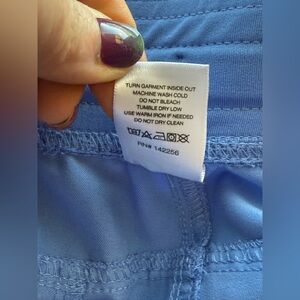 TURN GARMENT INSIDE OUT
MACHINE WASH COLD
DO NOT BLEACH
TUMBLE DRY LOW
USE WARM IRON IF NEEDED
DO NOT DRY CLEAN
RN# 142256